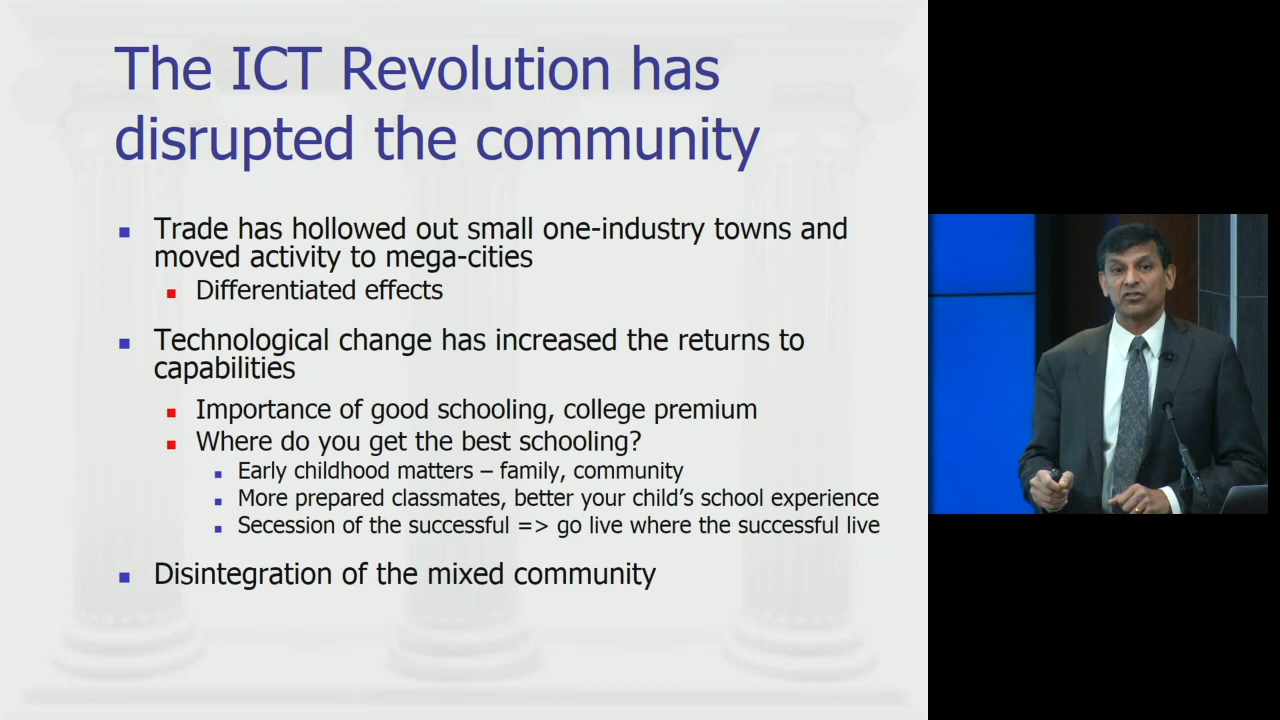 The ICT Revolution has
disrupted the community
Trade has hollowed out small one-industry towns and
moved activity to mega-cities
Differentiated effects
Technological change has increased the returns to
capabilities
Importance of good schooling, college premium
Where do you get the best schooling?
Early childhood matters – family, community
More prepared classmates, better your child's school experience
Secession of the successful => go live where the successful live
Disintegration of the mixed community